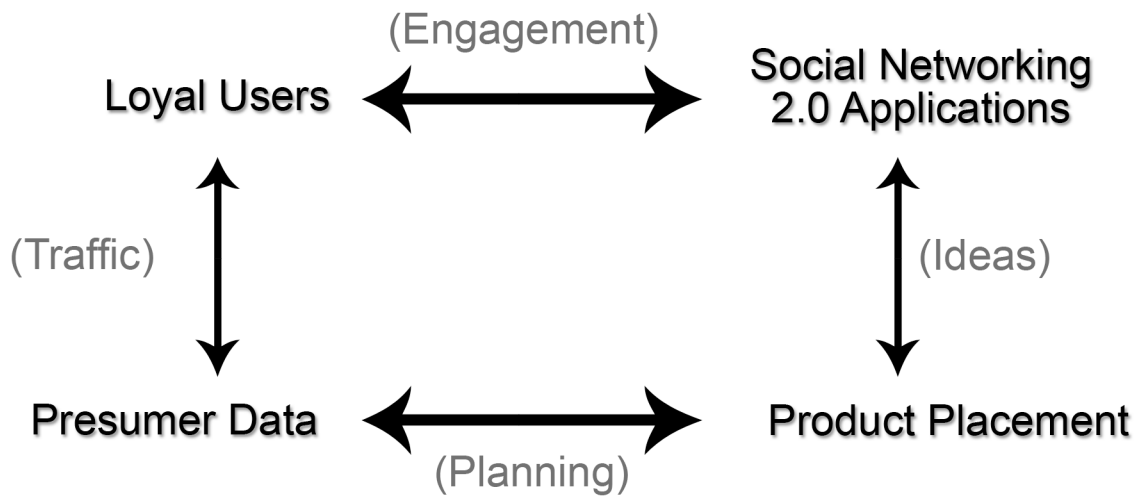 (Engagement)
Loyal Users
Social Networking
2.0 Applications
(Traffic)
(Ideas)
Presumer Data
Product Placement
(Planning)